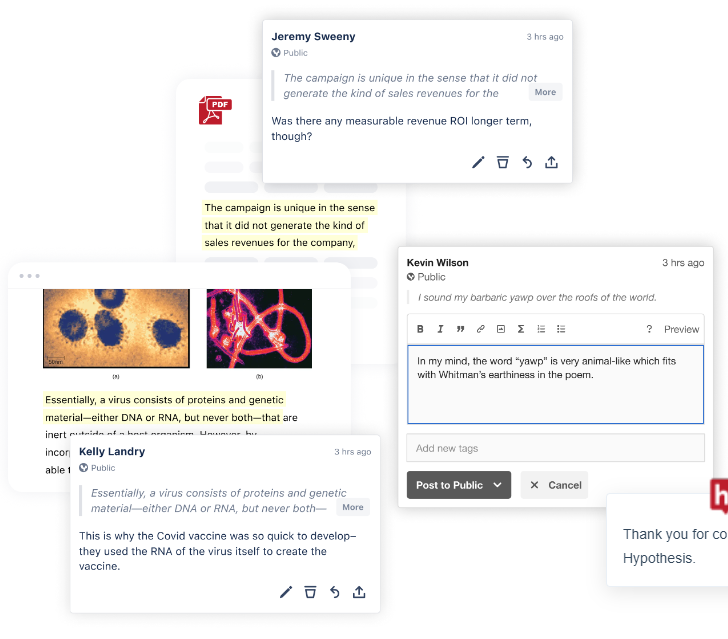 Jeremy Sweeny
3 hrs ago
Public
The campaign is unique in the sense that it did not
generate the kind of sales revenues for the
More
Was there any measurable revenue ROI longer term,
though?
PDF
The campaign is unique in the sense
that it did not generate the kind of
sales revenues for the company,
Kevin Wilson
3 hrs ago
Public
I sound my barbaric yawp over the roofs of the world.
B I Σ ? Preview
In my mind, the word “yawp” is very animal-like which fits
with Whitman’s earthiness in the poem.
Add new tags
Post to Public
Cancel
50nm
(a)
(b)
Essentially, a virus consists of proteins and genetic
material—either DNA or RNA, but never both—that are
inert outside of a host organism. However, by
incorp
able t
Kelly Landry
3 hrs ago
Public
Essentially, a virus consists of proteins and genetic
material—either DNA or RNA, but never both—
More
This is why the Covid vaccine was so quick to develop–
they used the RNA of the virus itself to create the
vaccine.
h
Thank you for co
Hypothesis.